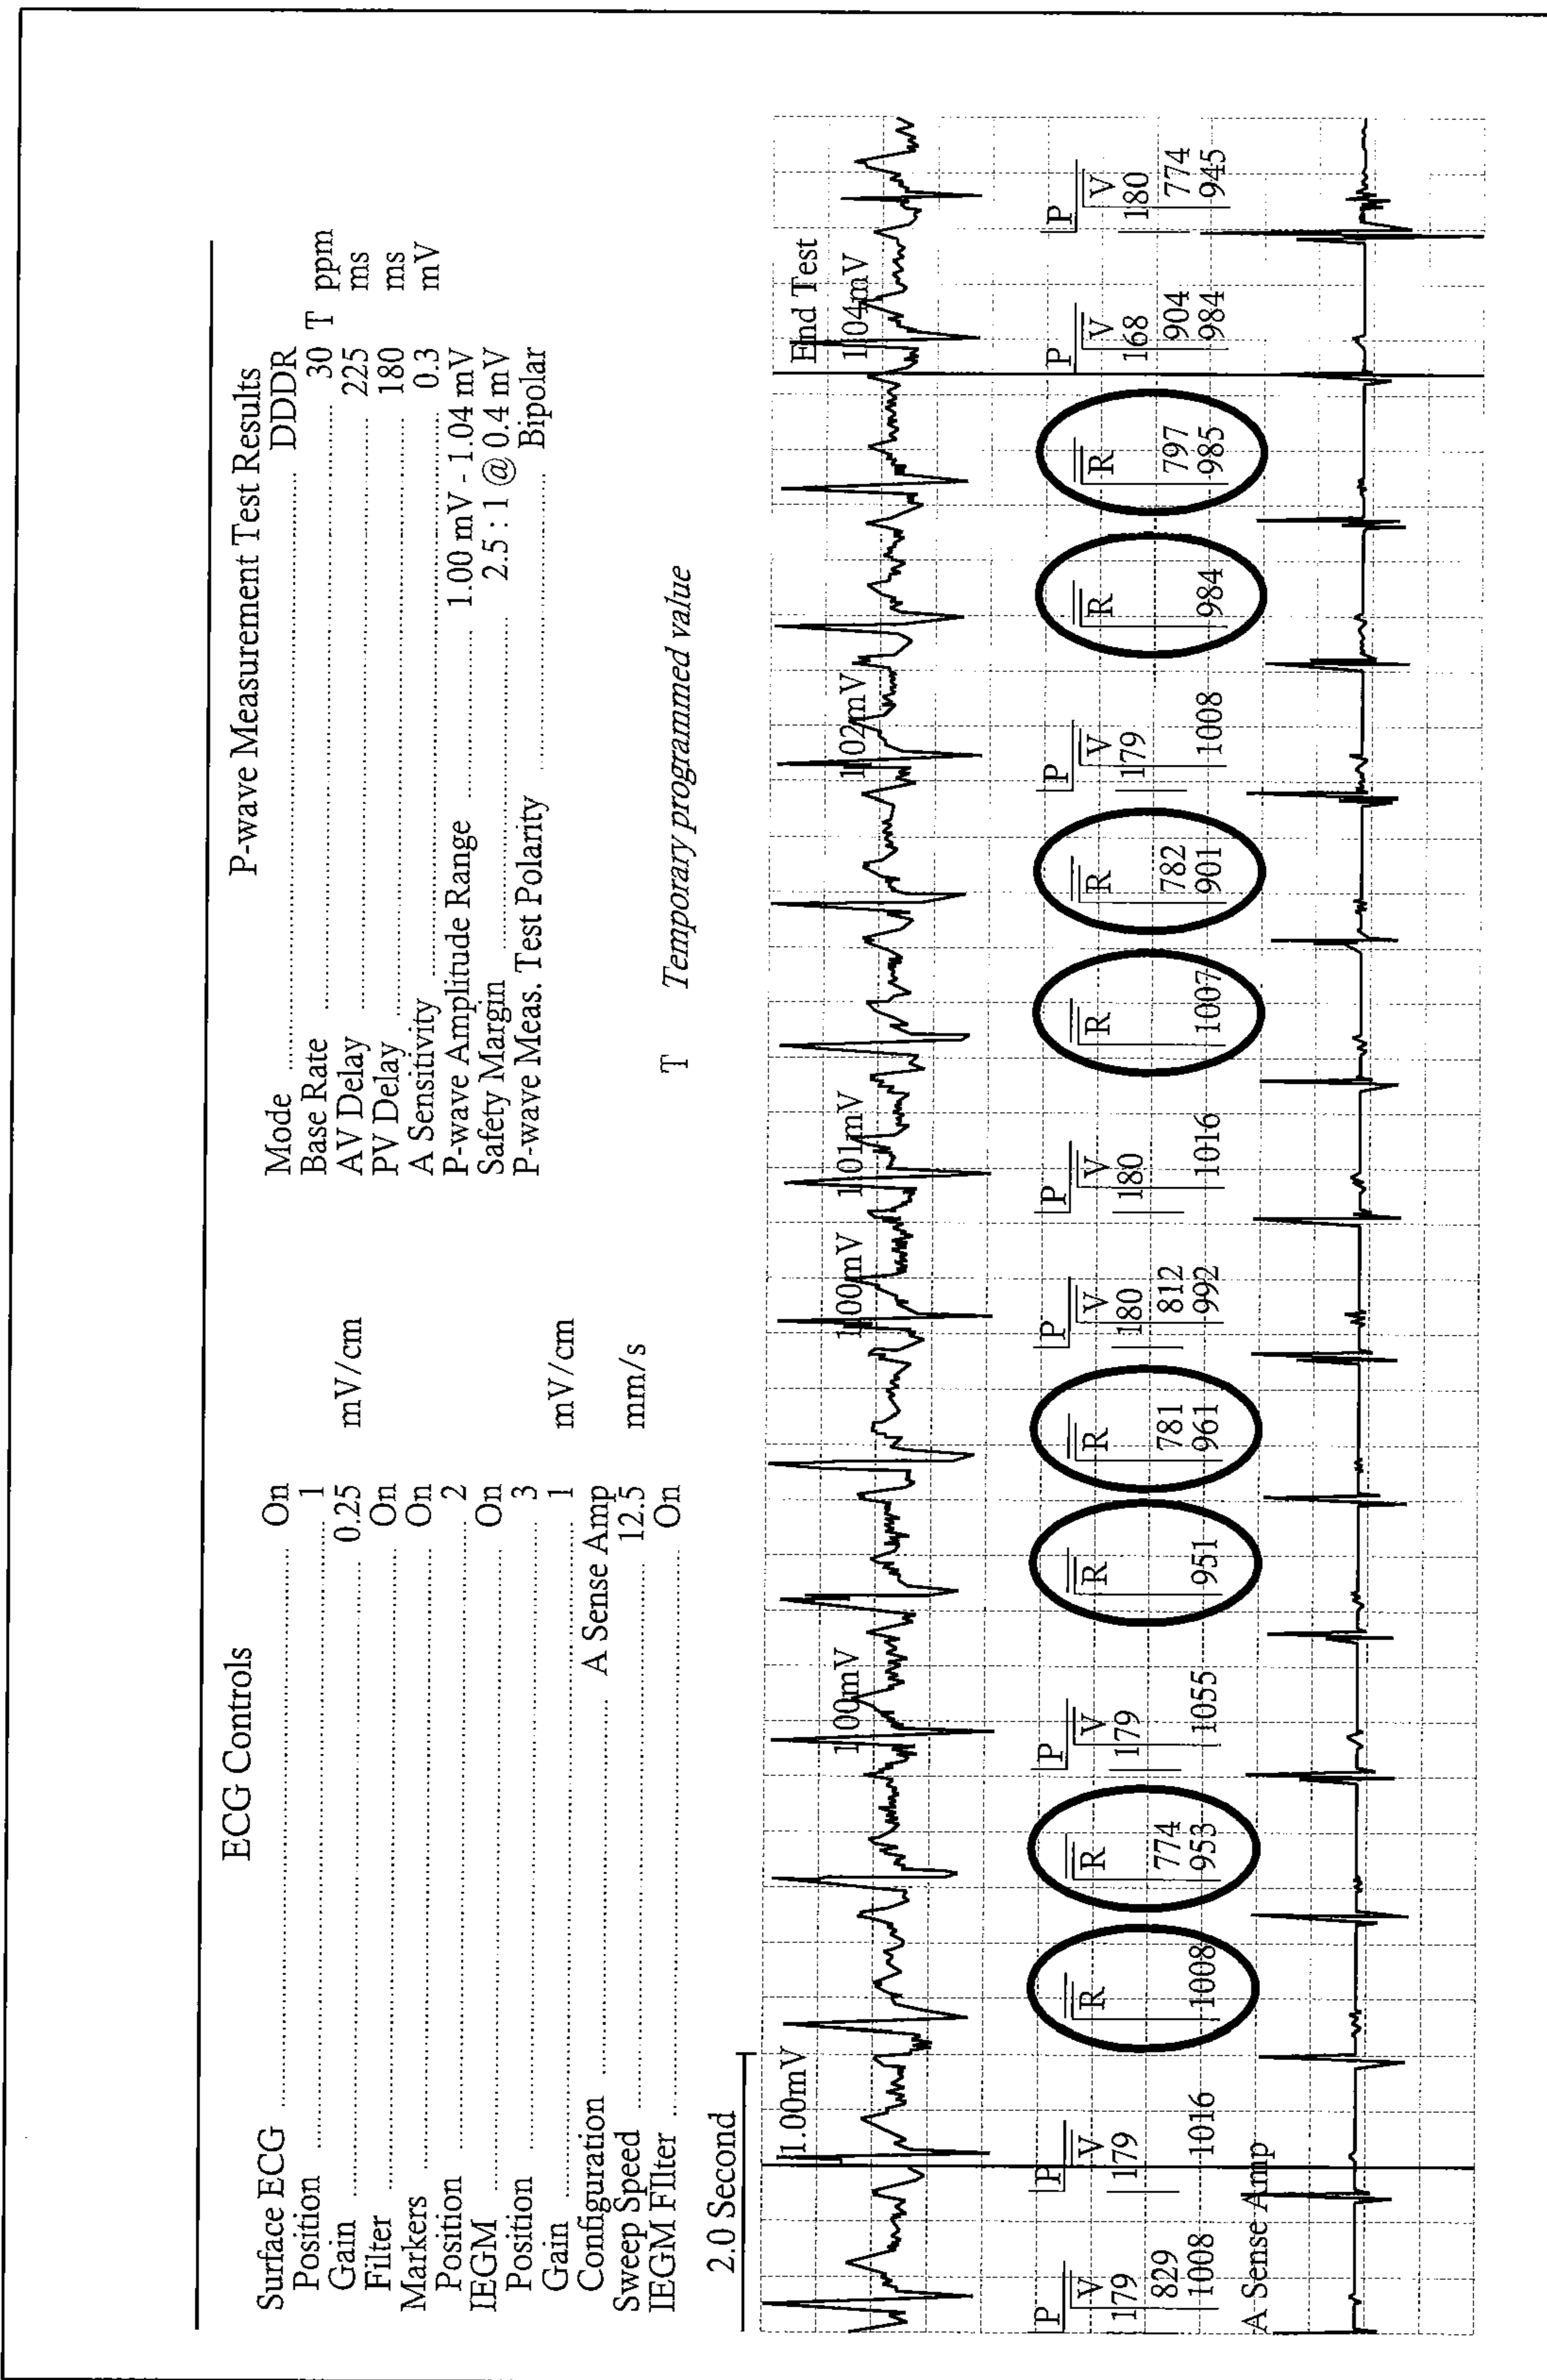 ECG Controls
Surface ECG On
Position 1
Gain 0.25 mV/cm
Filter On
Markers On
Position 2
IEGM On
Position 3
Gain 1 mV/cm
Configuration A Sense Amp
Sweep Speed 12.5 mm/s
IEGM FIlter On
P-wave Measurement Test Results
Mode DDDR
Base Rate 30 T ppm
AV Delay 225 ms
PV Delay 180 ms
A Sensitivity 0.3 mV
P-wave Amplitude Range 1.00 mV - 1.04 mV
Safety Margin 2.5 : 1 @ 0.4 mV
P-wave Meas. Test Polarity Bipolar
T Temporary programmed value
2.0 Second
End Test
1.00mV 1.00mV 1.00mV 1.01mV 1.02mV 1.04mV
P P P P P P P P
V V R R V R R V V R R V R R V V
179 179 179 180 180 179 168 180
829 774 781 812 782 797 904 774
1008 1016 1008 953 1055 951 961 992 1016 1007 901 1008 984 985 984 945
A Sense Amp